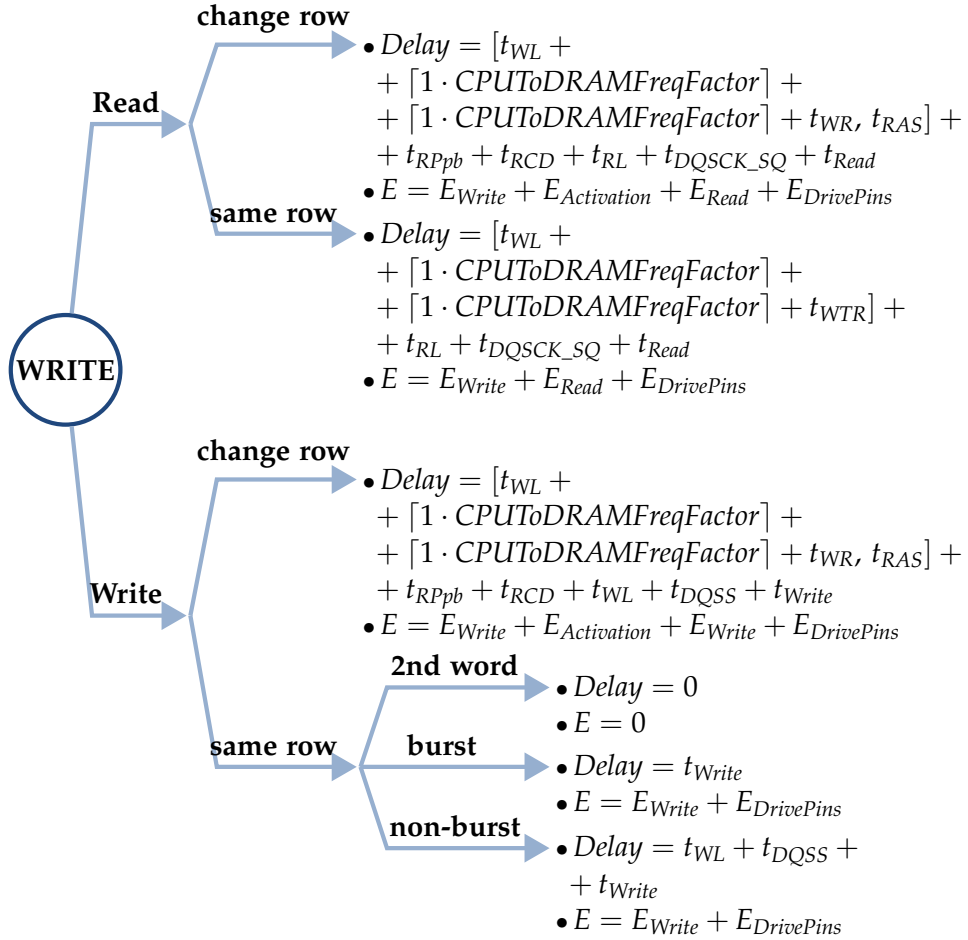 change row
• Delay = [t_WL +
+ ⌈1 · CPUToDRAMFreqFactor⌉ +
+ ⌈1 · CPUToDRAMFreqFactor⌉ + t_WR, t_RAS] +
+ t_RPpb + t_RCD + t_RL + t_DQSCK_SQ + t_Read
• E = E_Write + E_Activation + E_Read + E_DrivePins
Read
same row
• Delay = [t_WL +
+ ⌈1 · CPUToDRAMFreqFactor⌉ +
+ ⌈1 · CPUToDRAMFreqFactor⌉ + t_WTR] +
+ t_RL + t_DQSCK_SQ + t_Read
• E = E_Write + E_Read + E_DrivePins
WRITE
change row
• Delay = [t_WL +
+ ⌈1 · CPUToDRAMFreqFactor⌉ +
+ ⌈1 · CPUToDRAMFreqFactor⌉ + t_WR, t_RAS] +
+ t_RPpb + t_RCD + t_WL + t_DQSS + t_Write
• E = E_Write + E_Activation + E_Write + E_DrivePins
Write
same row
2nd word
• Delay = 0
• E = 0
burst
• Delay = t_Write
• E = E_Write + E_DrivePins
non-burst
• Delay = t_WL + t_DQSS +
+ t_Write
• E = E_Write + E_DrivePins